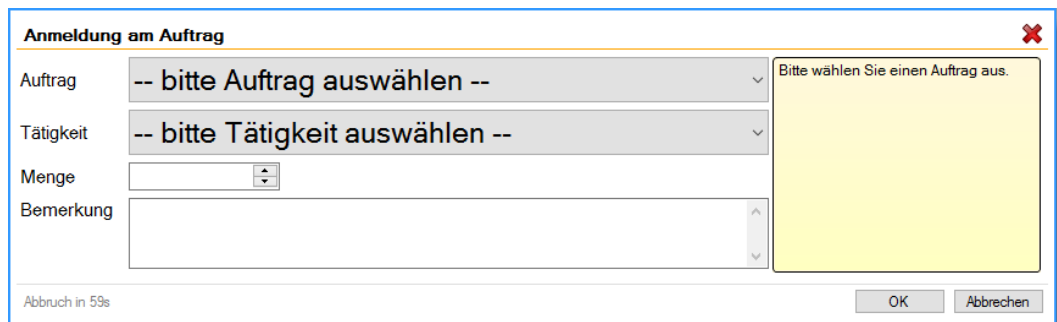 Anmeldung am Auftrag
Auftrag
-- bitte Auftrag auswählen --
Bitte wählen Sie einen Auftrag aus.
Tätigkeit
-- bitte Tätigkeit auswählen --
Menge
Bemerkung
Abbruch in 59s
OK
Abbrechen